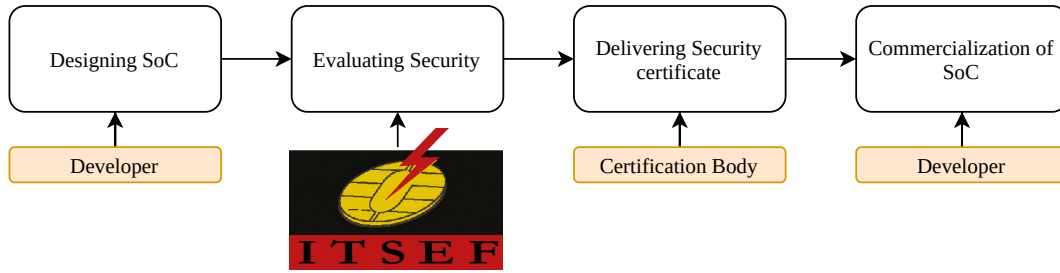 Designing SoC
Evaluating Security
Delivering Security
certificate
Commercialization of
SoC
Developer
ITSEF
Certification Body
Developer